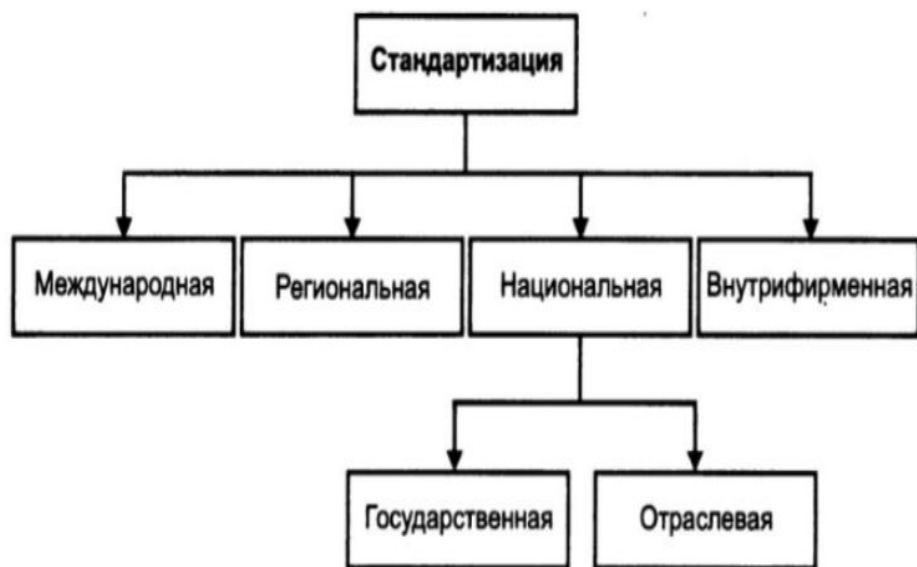 Стандартизация
Международная
Региональная
Национальная
Внутрифирменная
Государственная
Отраслевая